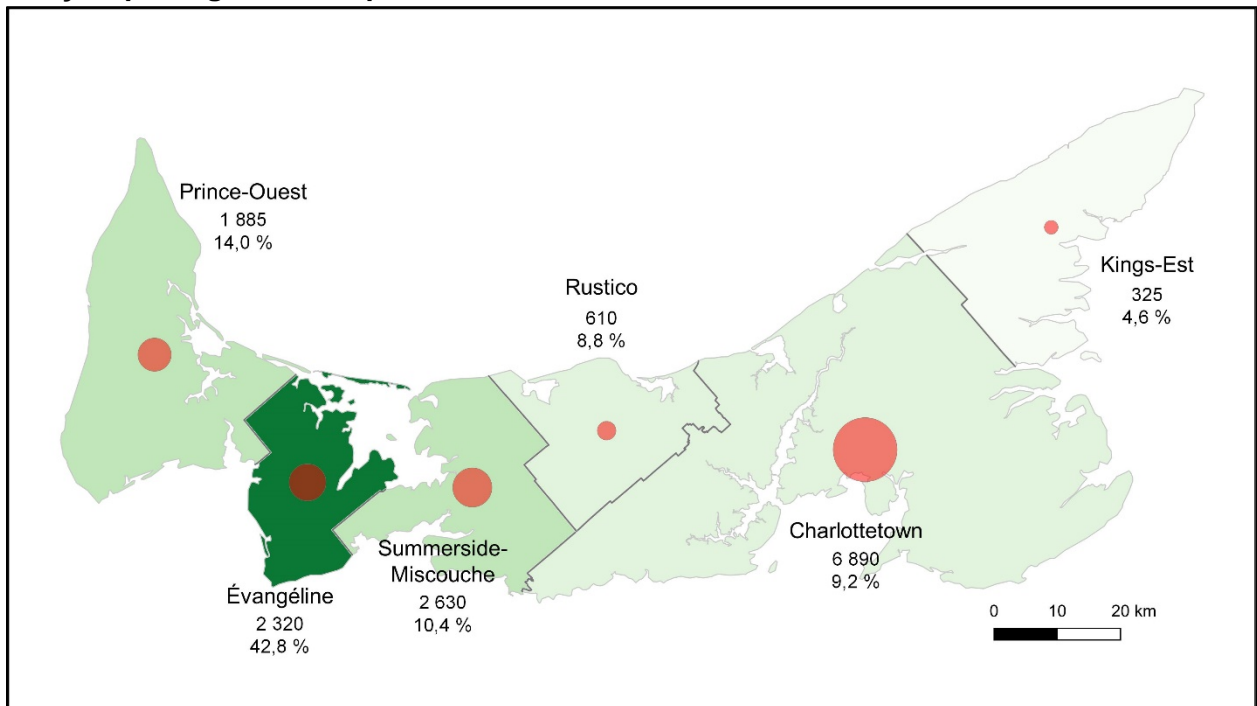 Prince-Ouest
1 885
14,0 %
Évangéline
2 320
42,8 %
Summerside-
Miscouche
2 630
10,4 %
Rustico
610
8,8 %
Charlottetown
6 890
9,2 %
Kings-Est
325
4,6 %
0 10 20 km